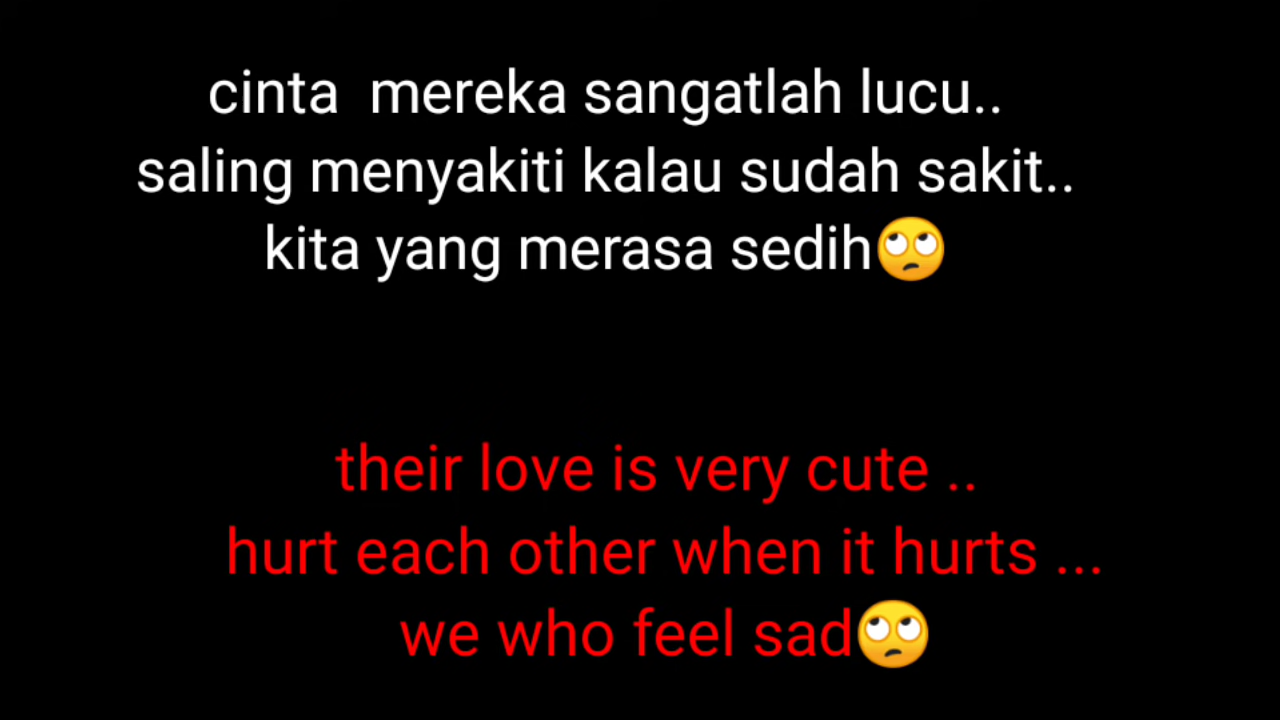 cinta  mereka sangatlah lucu..
saling menyakiti kalau sudah sakit..
kita yang merasa sedih🙄
their love is very cute ..
hurt each other when it hurts ...
we who feel sad🙄